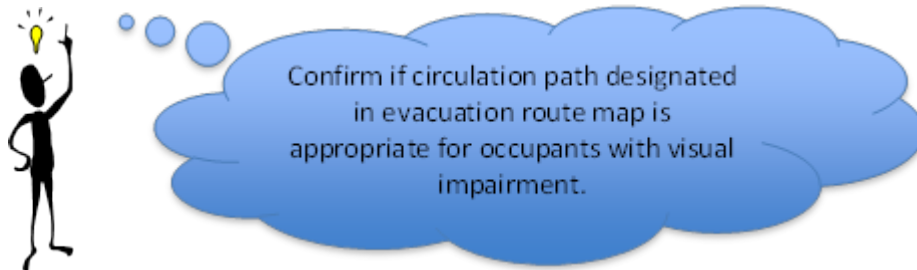 Confirm if circulation path designated
in evacuation route map is
appropriate for occupants with visual
impairment.